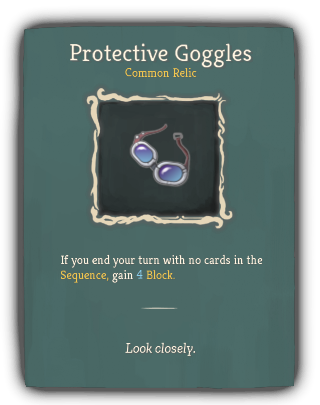 Protective Goggles
Common Relic
If you end your turn with no cards in the
Sequence, gain 4 Block.
Look closely.